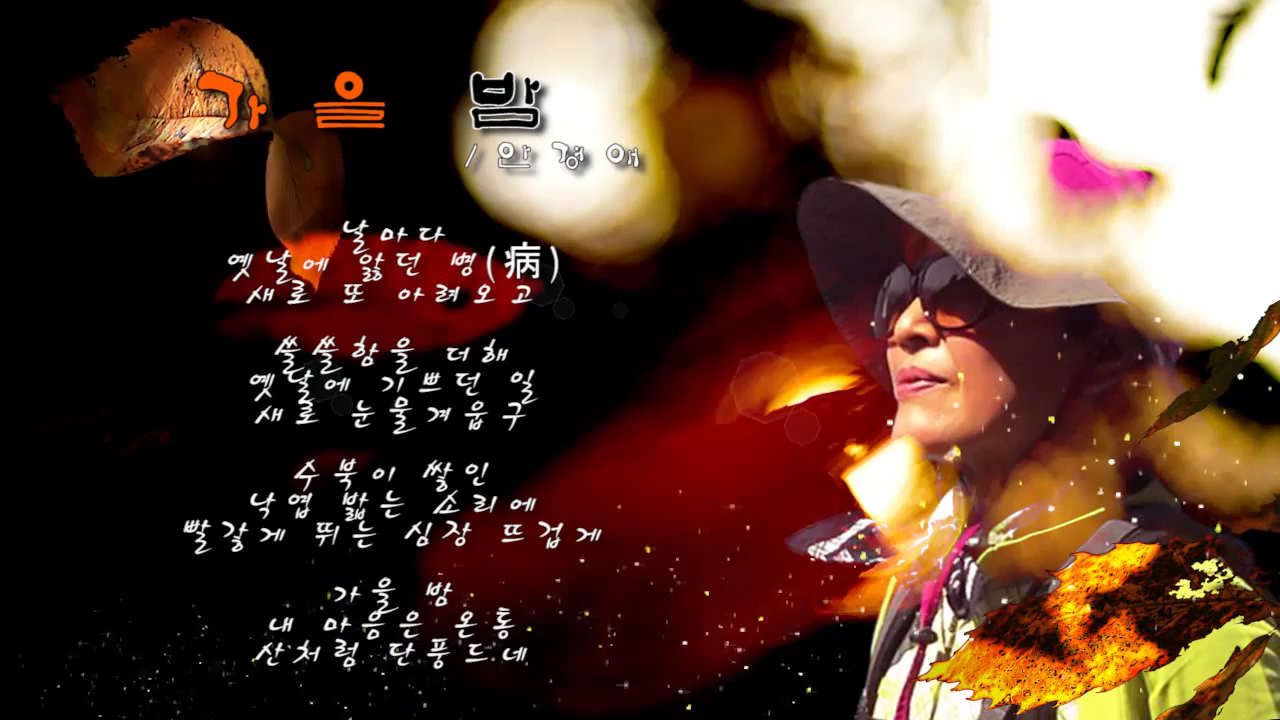 가을 밤
/안경애
날마다
옛날에 앓던 병(病)
새로 또 아려오고
쓸쓸함을 더해
옛날에 기쁘던 일
새로 눈물겨웁구
수북이 쌓인
낙엽 밟는 소리에
빨갛게 뛰는 심장 뜨겁게
가을 밤
내 마음은 온통
산처럼 단풍드네